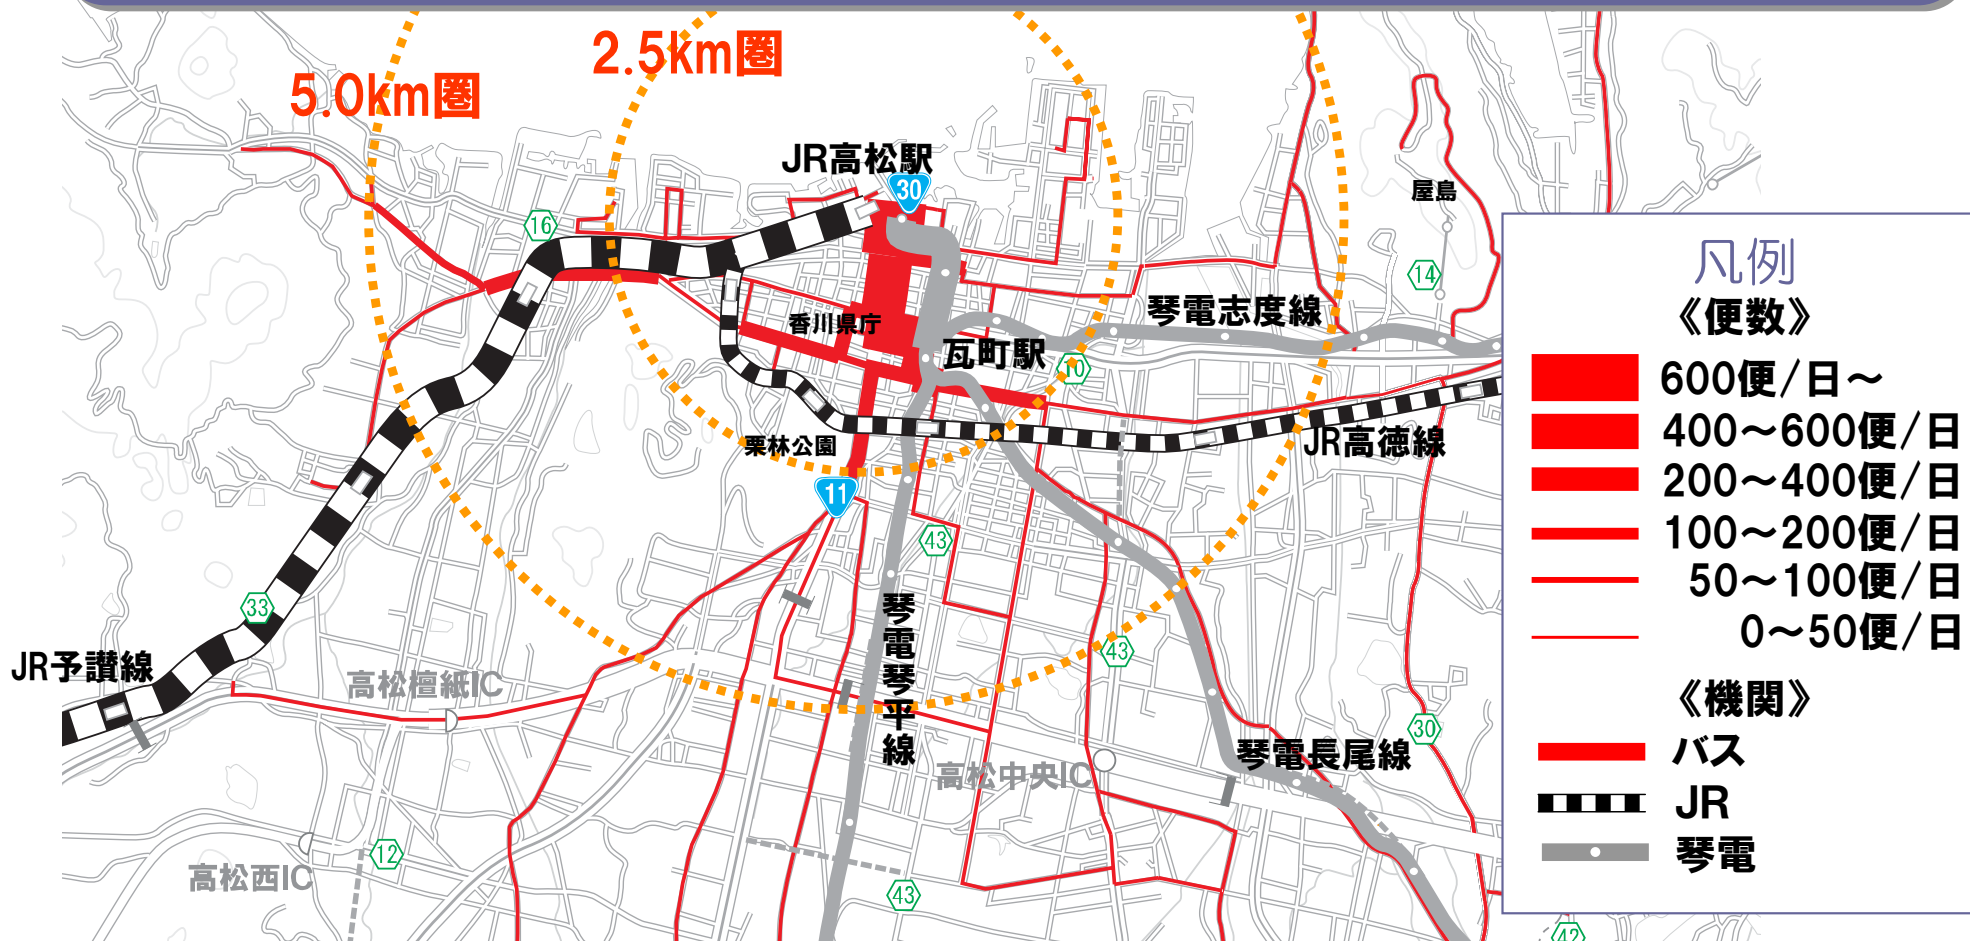 2.5km圏
5.0km圏
JR高松駅
30
屋島
16
14
凡例
《便数》
600便/日～
400～600便/日
200～400便/日
100～200便/日
50～100便/日
0～50便/日
《機関》
バス
JR
琴電
琴電志度線
香川県庁
瓦町駅
10
JR高徳線
栗林公園
11
43
33
琴電琴平線
43
JR予讃線
高松檀紙IC
30
琴電長尾線
高松中央IC
12
高松西IC
43
42